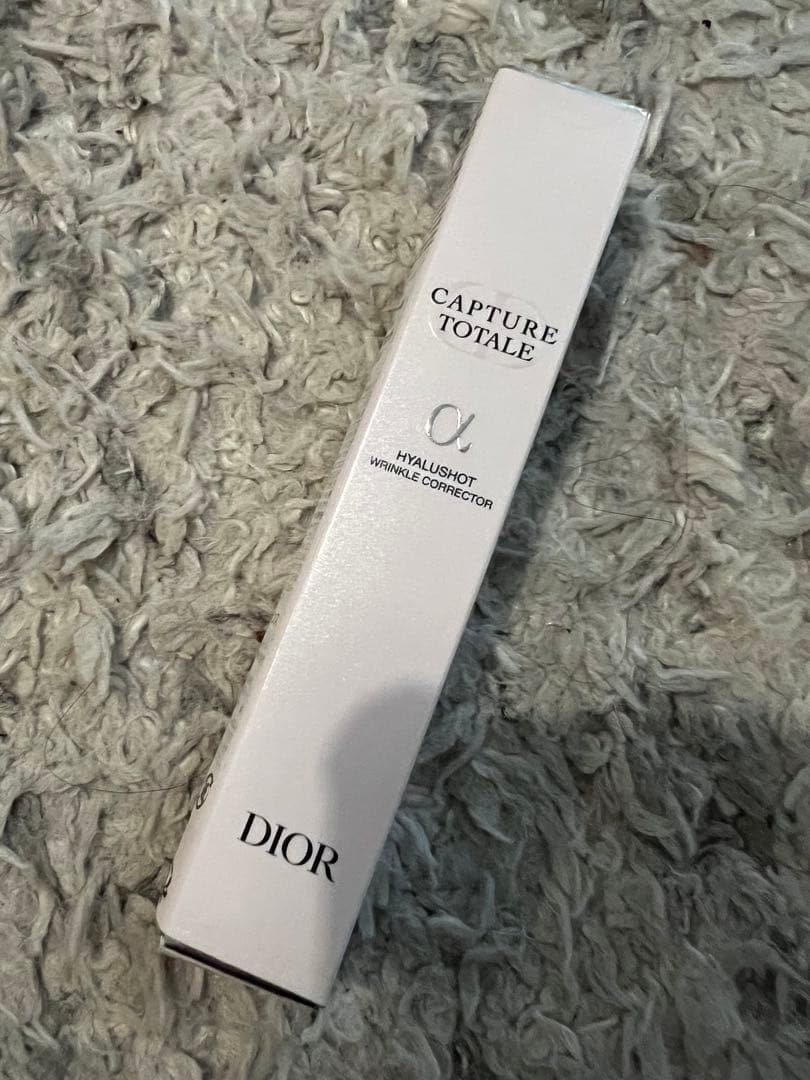 CAPTURE
TOTALE
α
HYALUSHOT
WRINKLE CORRECTOR
DIOR